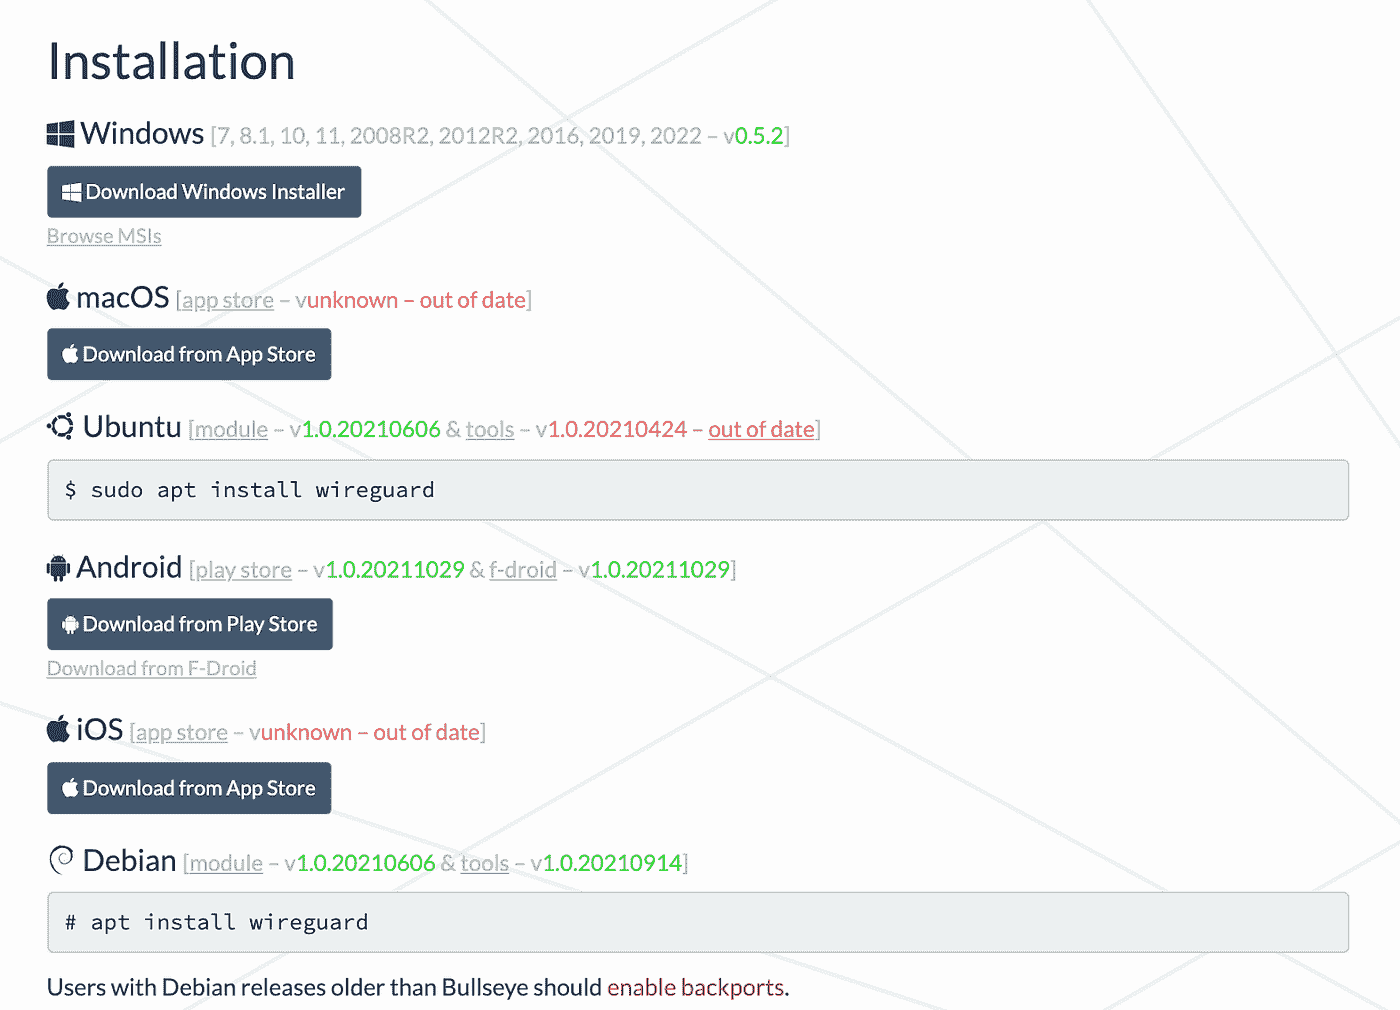 Installation
Windows [7, 8.1, 10, 11, 2008R2, 2012R2, 2016, 2019, 2022 – v0.5.2]
Download Windows Installer
Browse MSIs
macOS [app store – vunknown – out of date]
Download from App Store
Ubuntu [module – v1.0.20210606 & tools – v1.0.20210424 – out of date]
$ sudo apt install wireguard
Android [play store – v1.0.20211029 & f-droid – v1.0.20211029]
Download from Play Store
Download from F-Droid
iOS [app store – vunknown – out of date]
Download from App Store
Debian [module – v1.0.20210606 & tools – v1.0.20210914]
# apt install wireguard
Users with Debian releases older than Bullseye should enable backports.